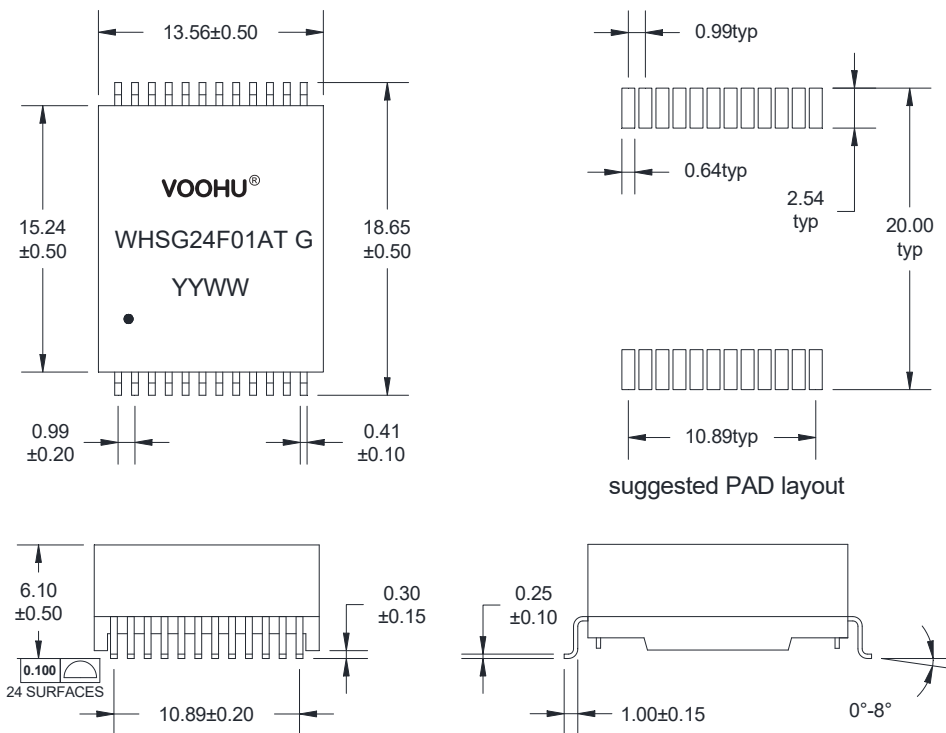 13.56±0.50
0.99typ
VOOHU®
WHSG24F01AT G
YYWW
15.24
±0.50
18.65
±0.50
0.64typ
2.54
typ
20.00
typ
0.99
±0.20
0.41
±0.10
10.89typ
suggested PAD layout
6.10
±0.50
0.30
±0.15
0.25
±0.10
0.100
24 SURFACES
10.89±0.20
1.00±0.15
0°-8°